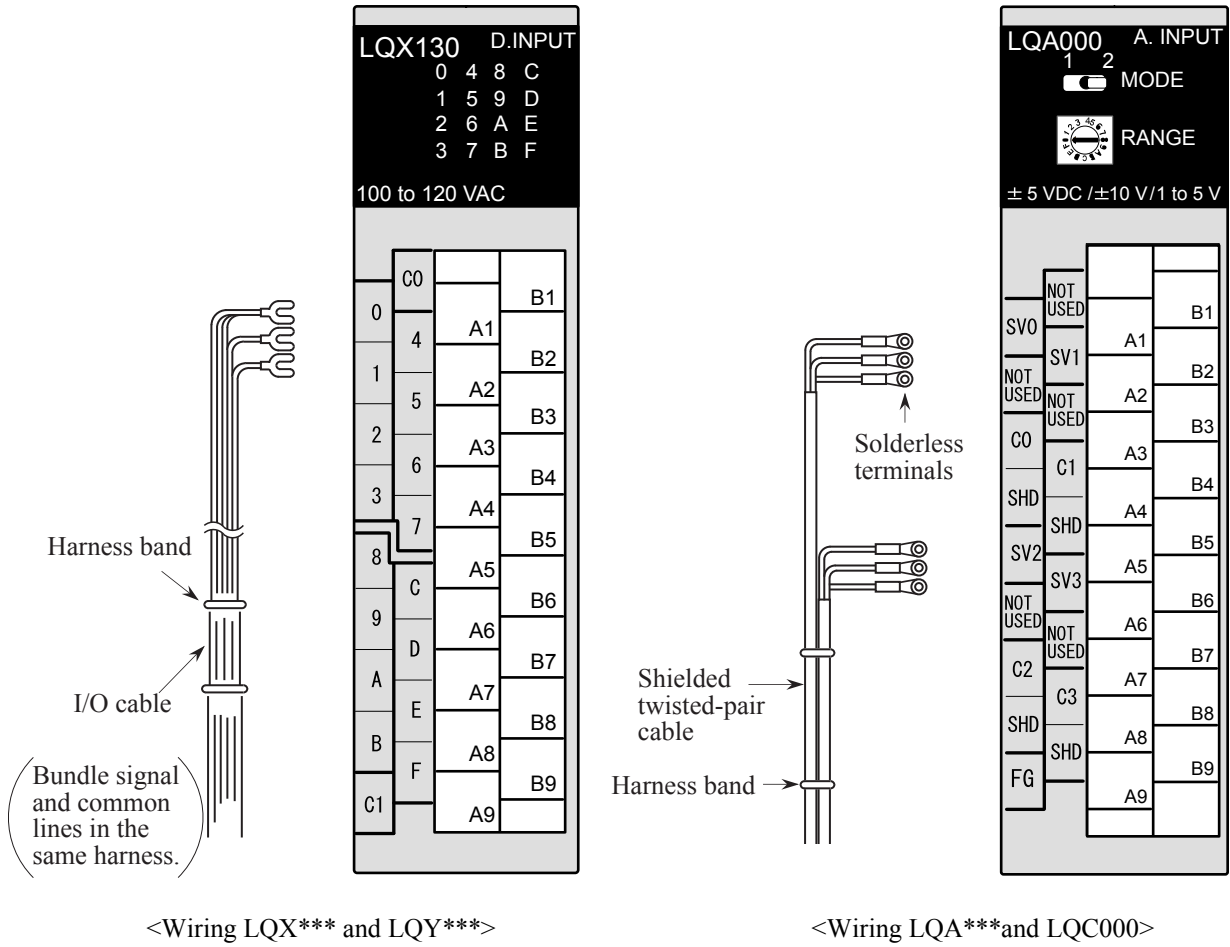 LQX130 D.INPUT
0 4 8 C
1 5 9 D
2 6 A E
3 7 B F
100 to 120 VAC
C0
0
4
1
5
2
6
3
7
8
C
9
D
A
E
B
F
C1
B1
A1
B2
A2
B3
A3
B4
A4
B5
A5
B6
A6
B7
A7
B8
A8
B9
A9
Harness band
I/O cable
Bundle signal
and common
lines in the
same harness.
<Wiring LQX*** and LQY***>
LQA000 A. INPUT
1 2
MODE
RANGE
± 5 VDC /±10 V/1 to 5 V
NOT
USED
SV0
SV1
NOT
USED
NOT
USED
C0
C1
SHD
SHD
SV2
SV3
NOT
USED
NOT
USED
C2
C3
SHD
SHD
FG
B1
A1
B2
A2
B3
A3
B4
A4
B5
A5
B6
A6
B7
A7
B8
A8
B9
A9
Solderless
terminals
Shielded
twisted-pair
cable
Harness band
<Wiring LQA***and LQC000>